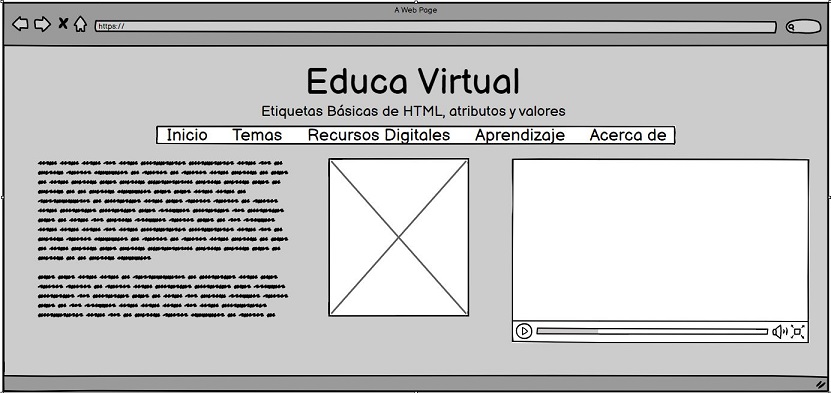 A Web Page
https://
Educa Virtual
Etiquetas Básicas de HTML, atributos y valores
Inicio Temas Recursos Digitales Aprendizaje Acerca de